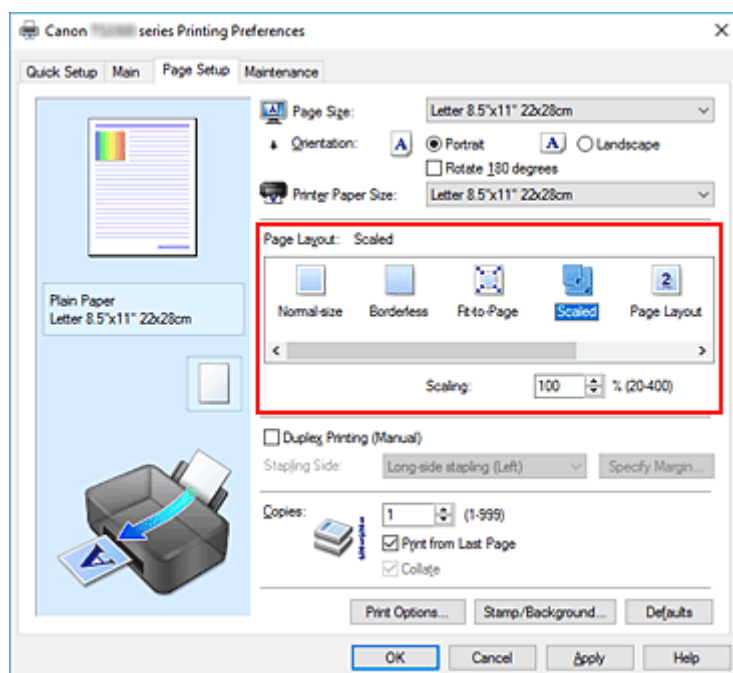 Canon series Printing Preferences
Quick Setup Main Page Setup Maintenance
Page Size: Letter 8.5"x11" 22x28cm
Orientation: A Portrait A Landscape
Rotate 180 degrees
Printer Paper Size: Letter 8.5"x11" 22x28cm
Page Layout: Scaled
2
Normal-size Borderless Fit-to-Page Scaled Page Layout
Scaling: 100 % (20-400)
Plain Paper
Letter 8.5"x11" 22x28cm
Duplex Printing (Manual)
Stapling Side: Long-side stapling (Left) Specify Margin...
Copies: 1 (1-999)
Print from Last Page
Collate
A
Print Options... Stamp/Background... Defaults
OK Cancel Apply Help